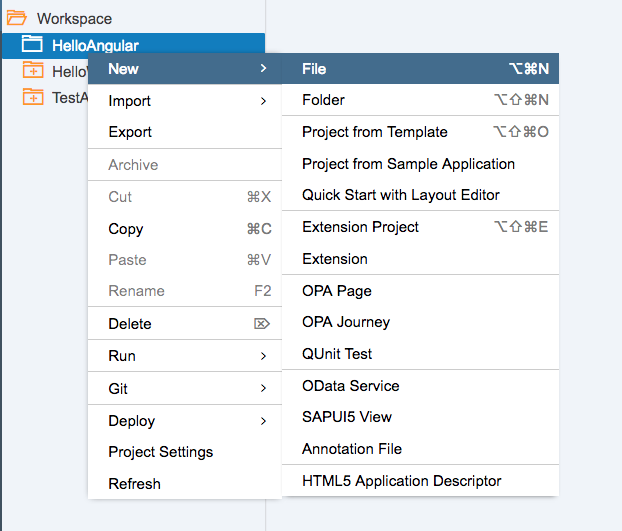 Workspace
HelloAngular
Hello
TestA
New
Import
Export
Archive
Cut ⌘X
Copy ⌘C
Paste ⌘V
Rename F2
Delete ⌦
Run
Git
Deploy
Project Settings
Refresh
File ⌥⌘N
Folder ⌥⇧⌘N
Project from Template ⌥⇧⌘O
Project from Sample Application
Quick Start with Layout Editor
Extension Project ⌥⇧⌘E
Extension
OPA Page
OPA Journey
QUnit Test
OData Service
SAPUI5 View
Annotation File
HTML5 Application Descriptor